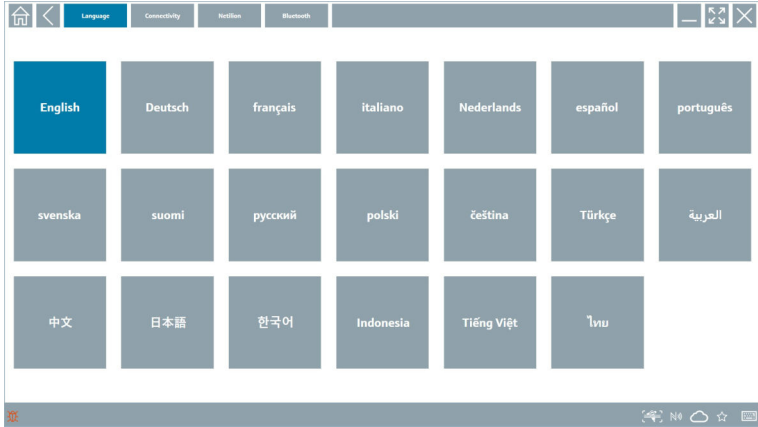 Language Connectivity Netilion Bluetooth
English Deutsch français italiano Nederlands español português
svenska suomi русский polski čeština Türkçe العربية
中文 日本語 한국어 Indonesia Tiếng Việt ไทย